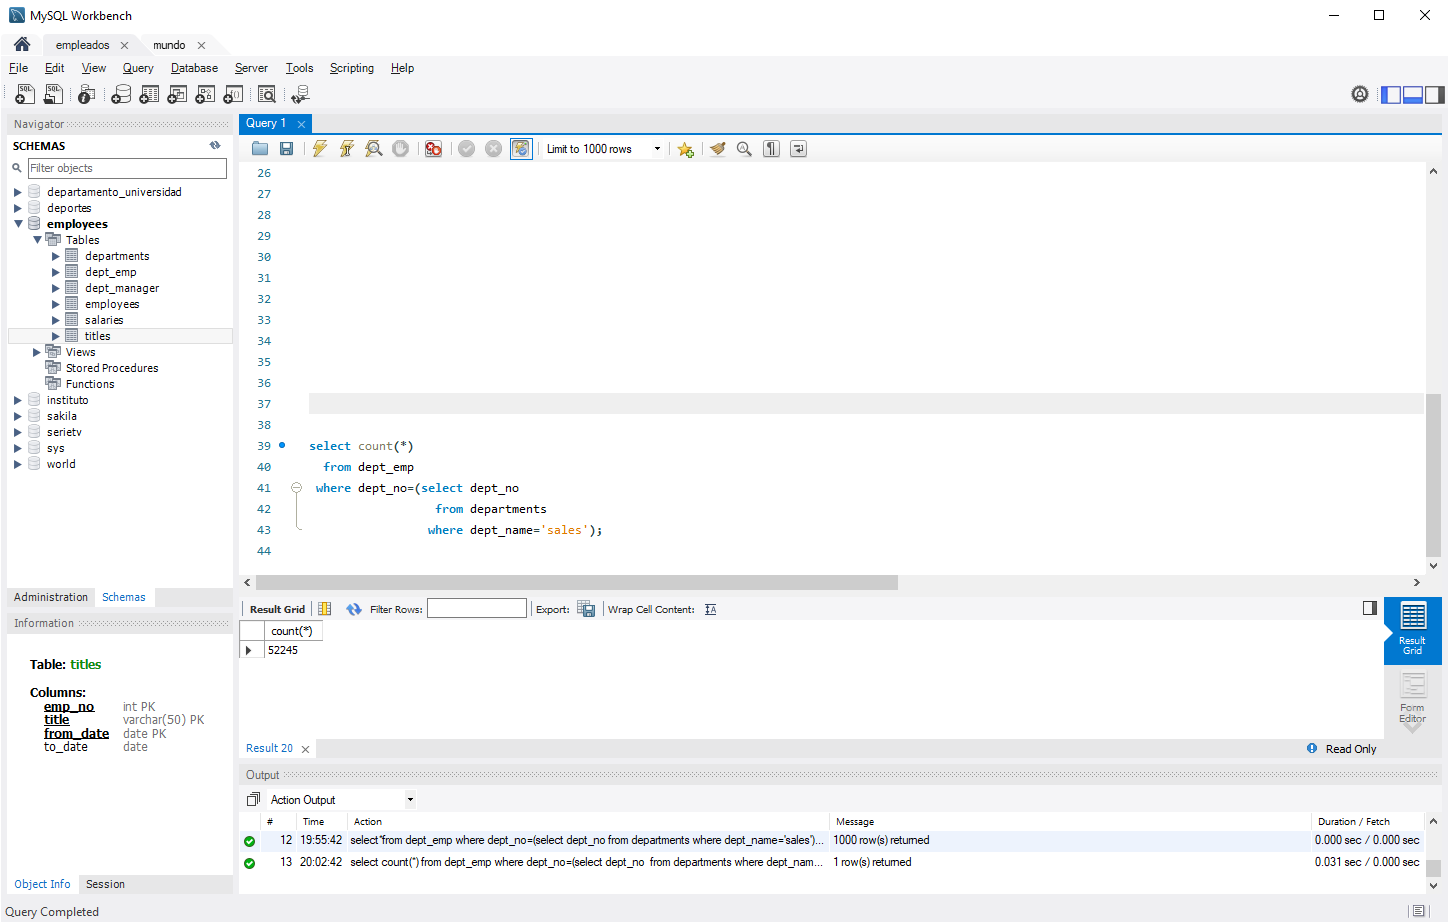 MySQL Workbench
empleados
mundo
File Edit View Query Database Server Tools Scripting Help
Navigator
SCHEMAS
Filter objects
departamento_universidad
deportes
employees
Tables
departments
dept_emp
dept_manager
employees
salaries
titles
Views
Stored Procedures
Functions
instituto
sakila
serietv
sys
world
Administration Schemas
Information
Table: titles
Columns:
emp_no int PK
title varchar(50) PK
from_date date PK
to_date date
Object Info Session
Query 1
Limit to 1000 rows
26
27
28
29
30
31
32
33
34
35
36
37
38
39 select count(*)
40 from dept_emp
41 where dept_no=(select dept_no
42 from departments
43 where dept_name='sales');
44
Result Grid Filter Rows: Export: Wrap Cell Content:
count(*)
52245
Result Grid
Form Editor
Result 20
Read Only
Output
Action Output
# Time Action Message Duration / Fetch
12 19:55:42 select*from dept_emp where dept_no=(select dept_no from departments where dept_name='sales')... 1000 row(s) returned 0.000 sec / 0.000 sec
13 20:02:42 select count(*) from dept_emp where dept_no=(select dept_no from departments where dept_nam... 1 row(s) returned 0.031 sec / 0.000 sec
Query Completed